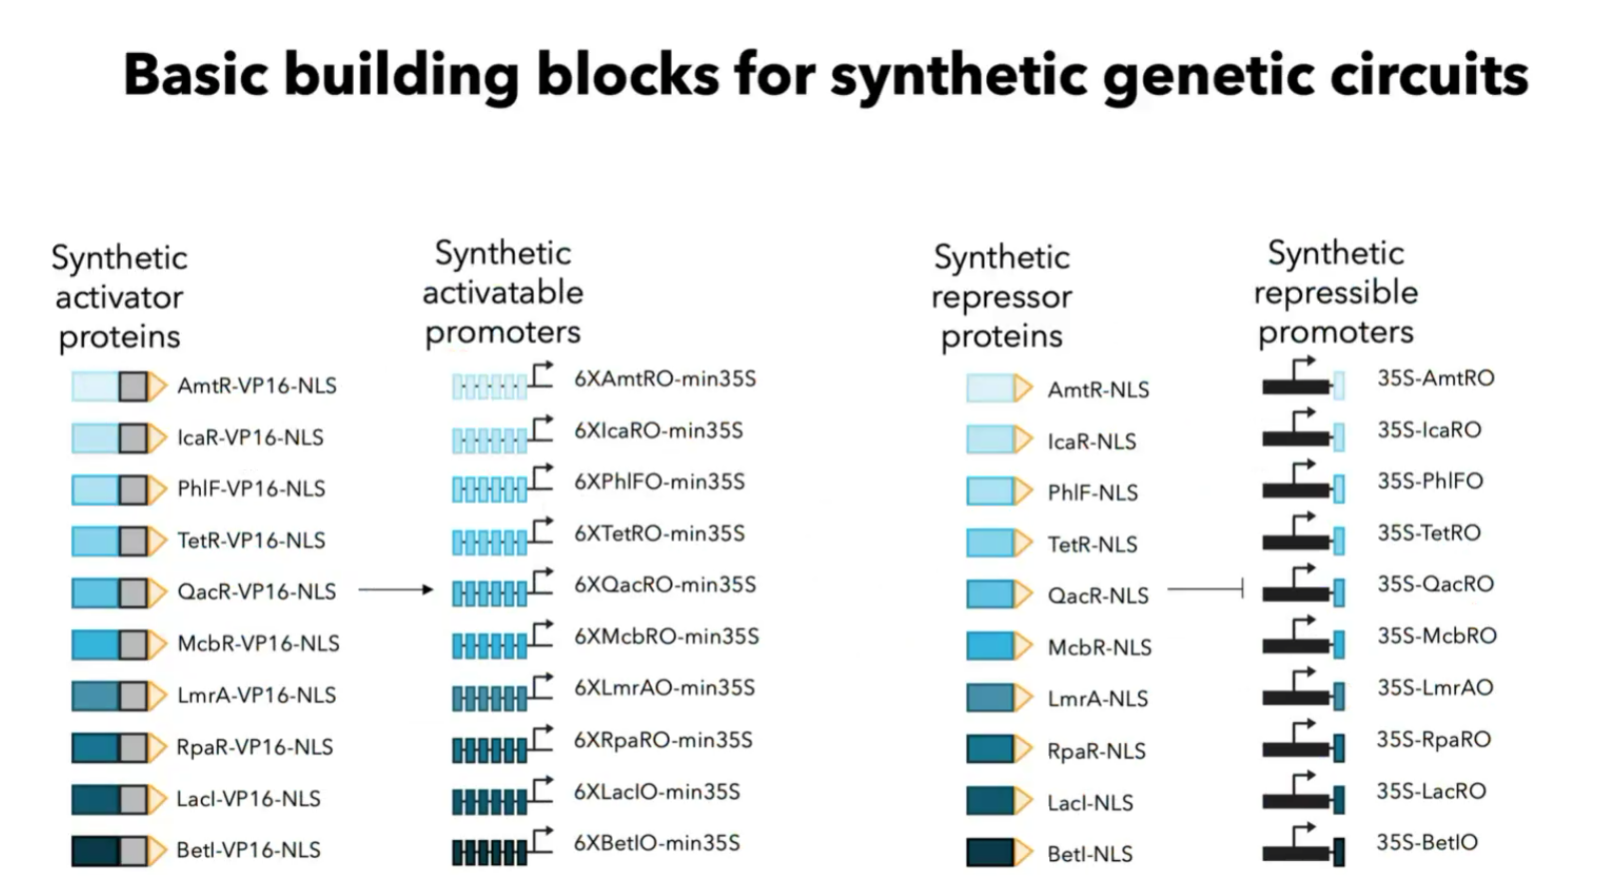 Basic building blocks for synthetic genetic circuits
Synthetic
activator
proteins
AmtR-VP16-NLS
IcaR-VP16-NLS
PhlF-VP16-NLS
TetR-VP16-NLS
QacR-VP16-NLS
McbR-VP16-NLS
LmrA-VP16-NLS
RpaR-VP16-NLS
LacI-VP16-NLS
BetI-VP16-NLS
Synthetic
activatable
promoters
6XAmtRO-min35S
6XIcaRO-min35S
6XPhlFO-min35S
6XTetRO-min35S
6XQacRO-min35S
6XMcbRO-min35S
6XLmrAO-min35S
6XRpaRO-min35S
6XLacIO-min35S
6XBetIO-min35S
Synthetic
repressor
proteins
AmtR-NLS
IcaR-NLS
PhlF-NLS
TetR-NLS
QacR-NLS
McbR-NLS
LmrA-NLS
RpaR-NLS
LacI-NLS
BetI-NLS
Synthetic
repressible
promoters
35S-AmtRO
35S-IcaRO
35S-PhlFO
35S-TetRO
35S-QacRO
35S-McbRO
35S-LmrAO
35S-RpaRO
35S-LacRO
35S-BetIO